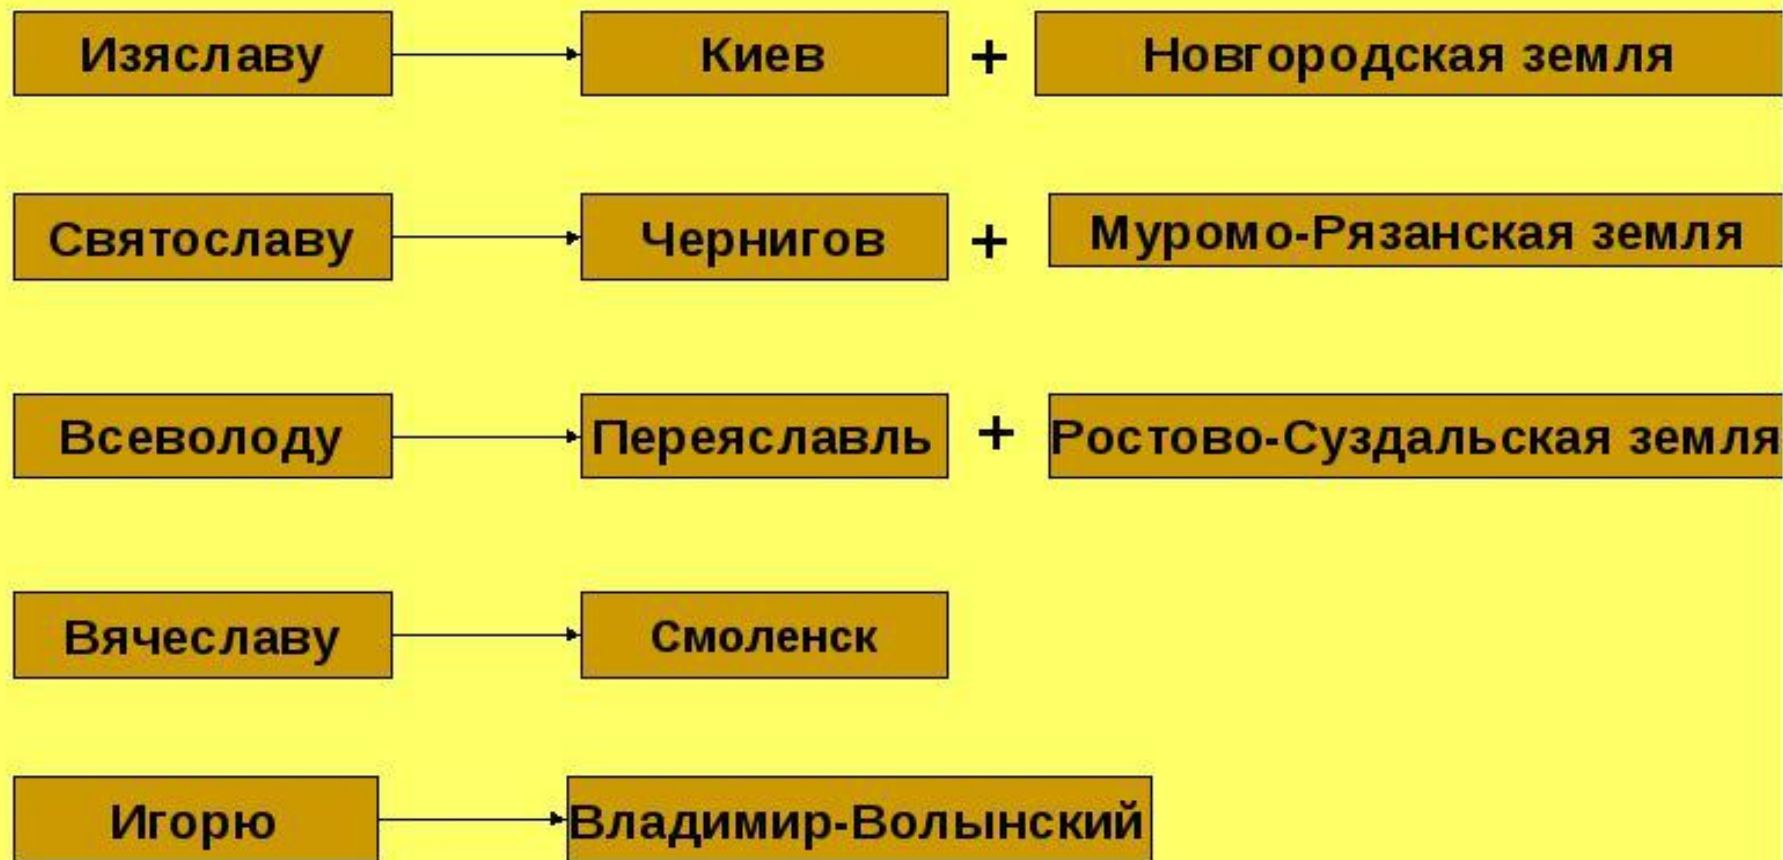 Изяславу Киев + Новгородская земля
Святославу Чернигов + Муромо-Рязанская земля
Всеволоду Переяславль + Ростово-Суздальская земля
Вячеславу Смоленск
Игорю Владимир-Волынский